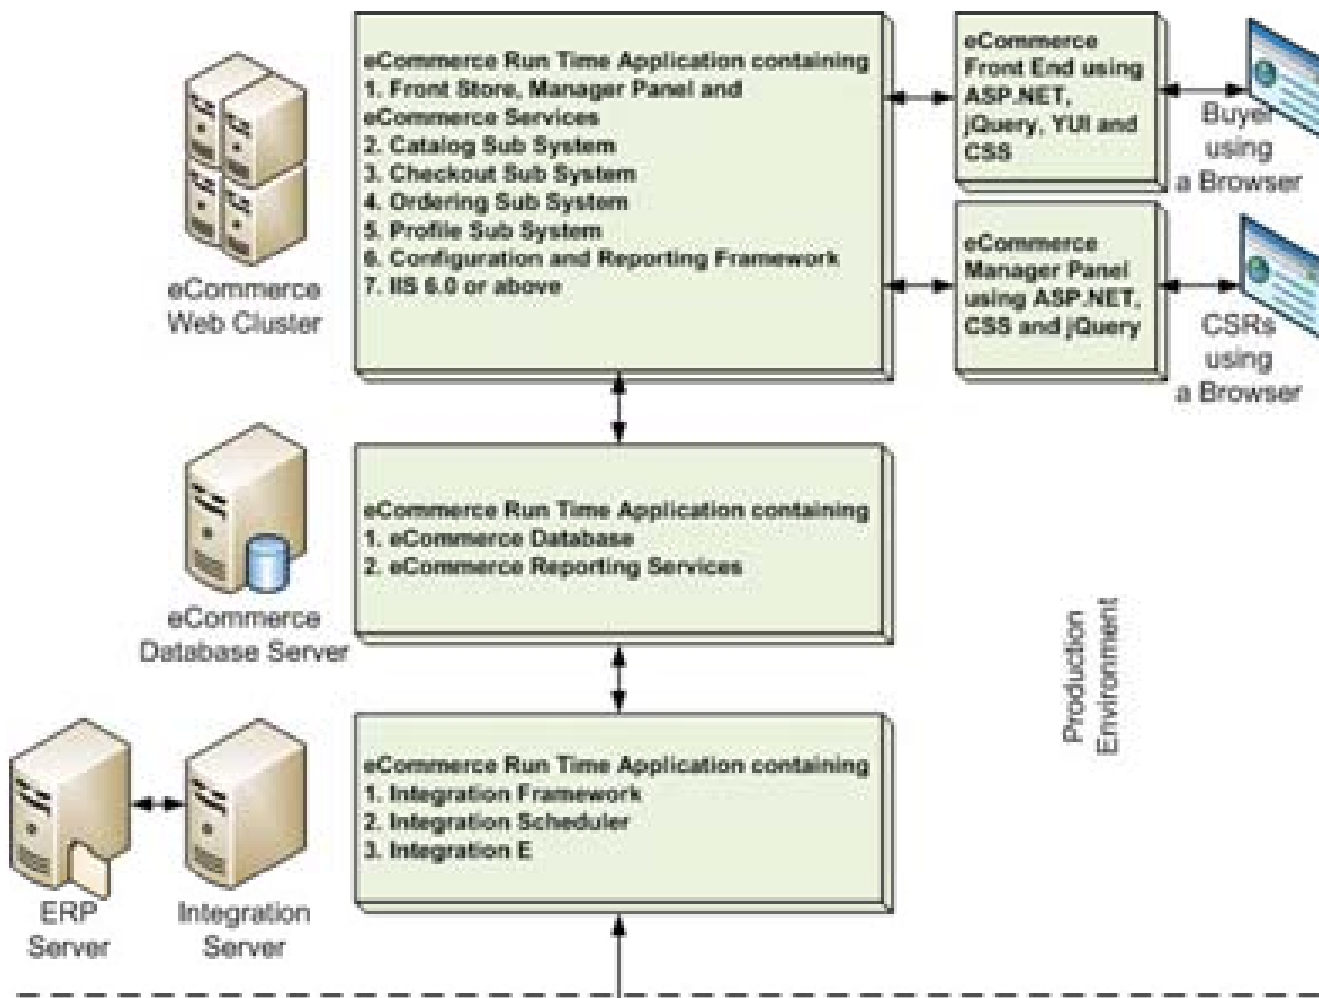 eCommerce Run Time Application containing
1. Front Store, Manager Panel and
eCommerce Services
2. Catalog Sub System
3. Checkout Sub System
4. Ordering Sub System
5. Profile Sub System
6. Configuration and Reporting Framework
7. IIS 6.0 or above
eCommerce
Web Cluster
eCommerce
Front End using
ASP.NET,
jQuery, YUI and
CSS
Buyer
using
a Browser
eCommerce
Manager Panel
using ASP.NET,
CSS and jQuery
CSRs
using
a Browser
eCommerce Run Time Application containing
1. eCommerce Database
2. eCommerce Reporting Services
eCommerce
Database Server
Production
Environment
eCommerce Run Time Application containing
1. Integration Framework
2. Integration Scheduler
3. Integration E
ERP
Server
Integration
Server